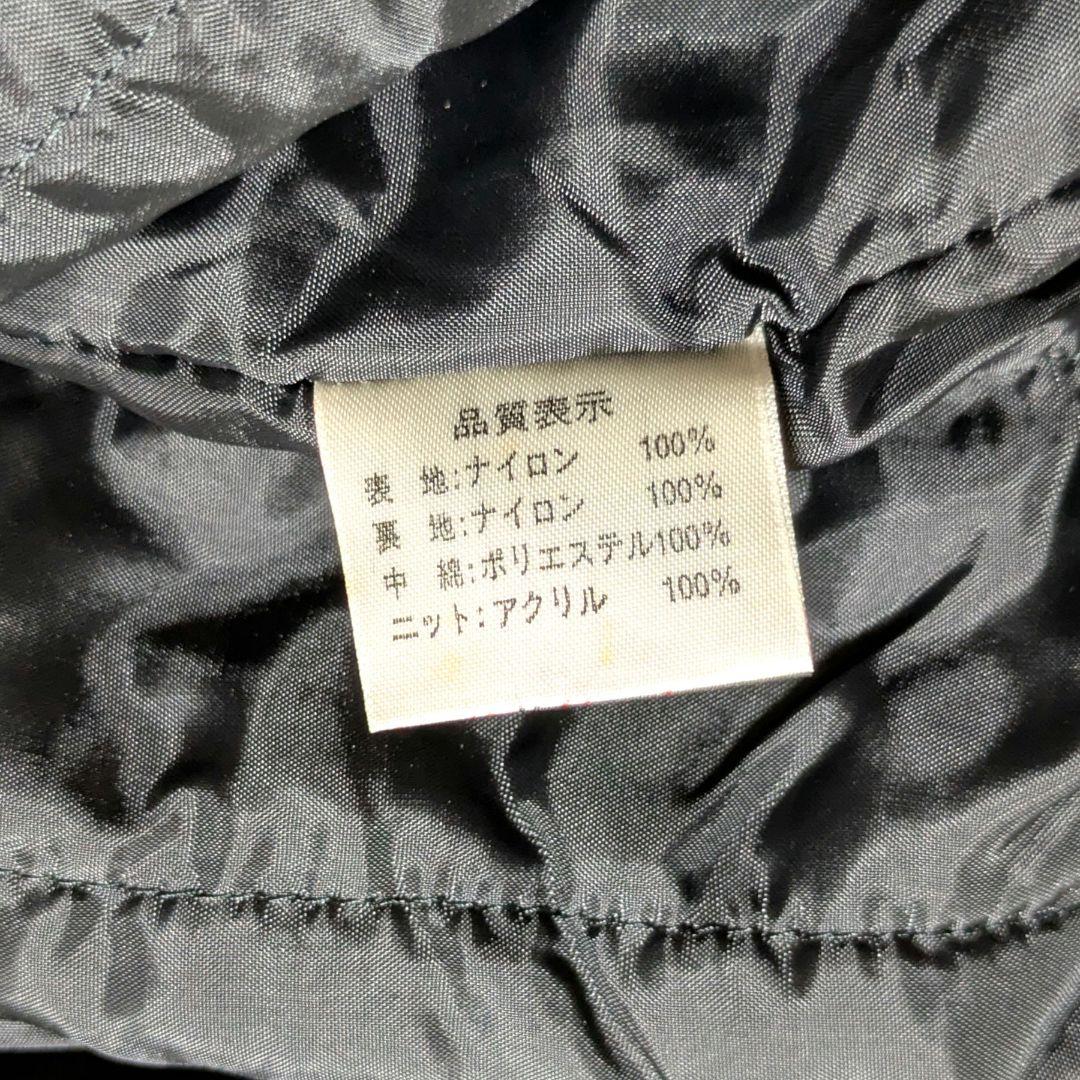 品質表示
表 地:ナイロン 100%
裏 地:ナイロン 100%
中 綿:ポリエステル100%
ニット:アクリル 100%